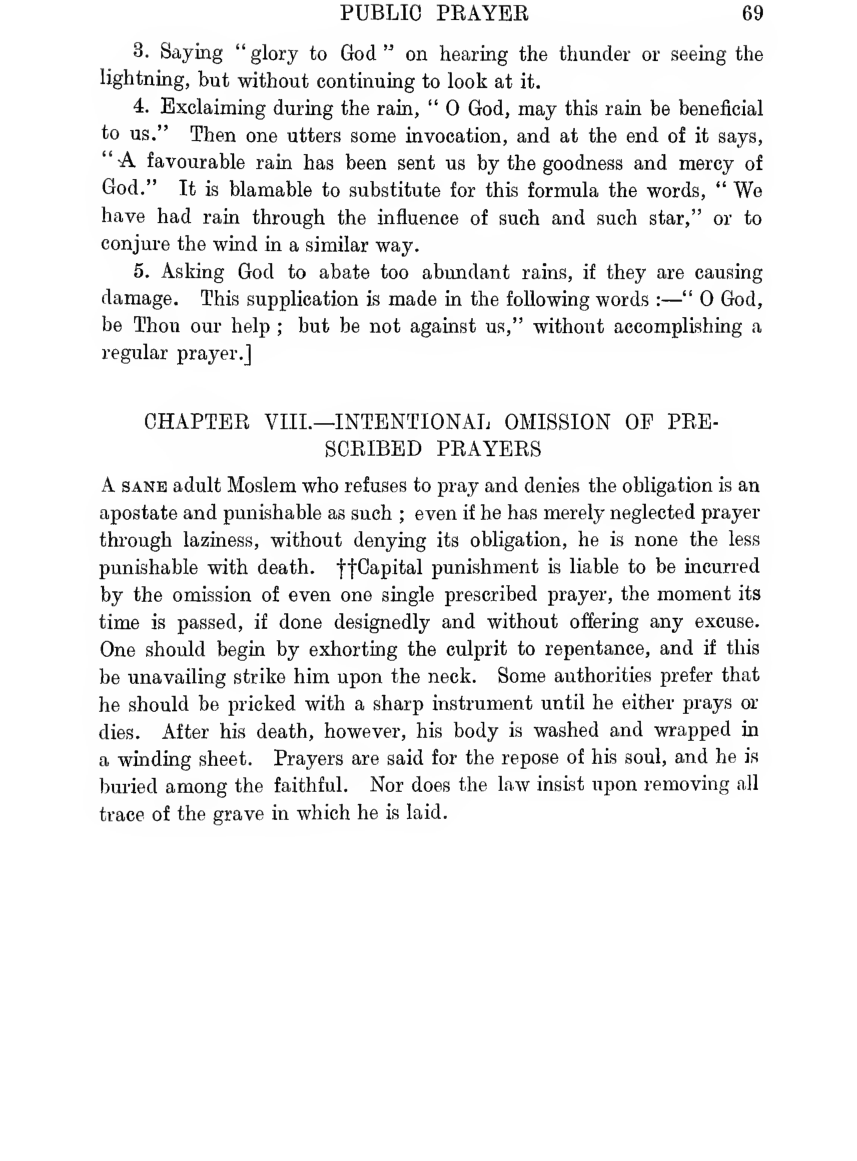 PUBLIC PRAYER 69
3. Saying "glory to God" on hearing the thunder or seeing the
lightning, but without continuing to look at it.
4. Exclaiming during the rain, " O God, may this rain be beneficial
to us." Then one utters some invocation, and at the end of it says,
"A favourable rain has been sent us by the goodness and mercy of
God." It is blamable to substitute for this formula the words, " We
have had rain through the influence of such and such star," or to
conjure the wind in a similar way.
5. Asking God to abate too abundant rains, if they are causing
damage. This supplication is made in the following words :—" O God,
be Thou our help ; but be not against us," without accomplishing a
regular prayer.]
CHAPTER VIII.—INTENTIONAL OMISSION OF PRE-
SCRIBED PRAYERS
A SANE adult Moslem who refuses to pray and denies the obligation is an
apostate and punishable as such ; even if he has merely neglected prayer
through laziness, without denying its obligation, he is none the less
punishable with death. ††Capital punishment is liable to be incurred
by the omission of even one single prescribed prayer, the moment its
time is passed, if done designedly and without offering any excuse.
One should begin by exhorting the culprit to repentance, and if this
be unavailing strike him upon the neck. Some authorities prefer that
he should be pricked with a sharp instrument until he either prays or
dies. After his death, however, his body is washed and wrapped in
a winding sheet. Prayers are said for the repose of his soul, and he is
buried among the faithful. Nor does the law insist upon removing all
trace of the grave in which he is laid.